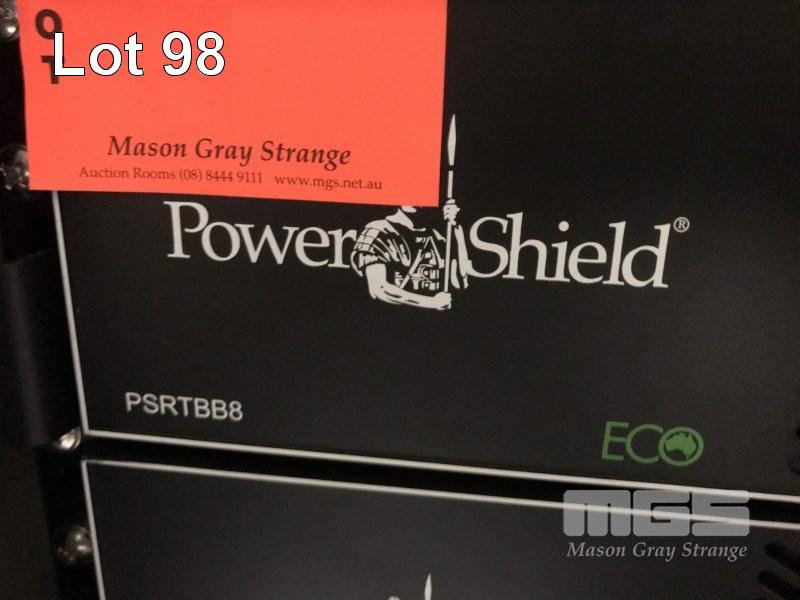 Lot 98
Mason Gray Strange
Auction Rooms (08) 8444 9111 www.mgs.net.au
PowerShield®
PSRTBB8
ECO
MGS
Mason Gray Strange